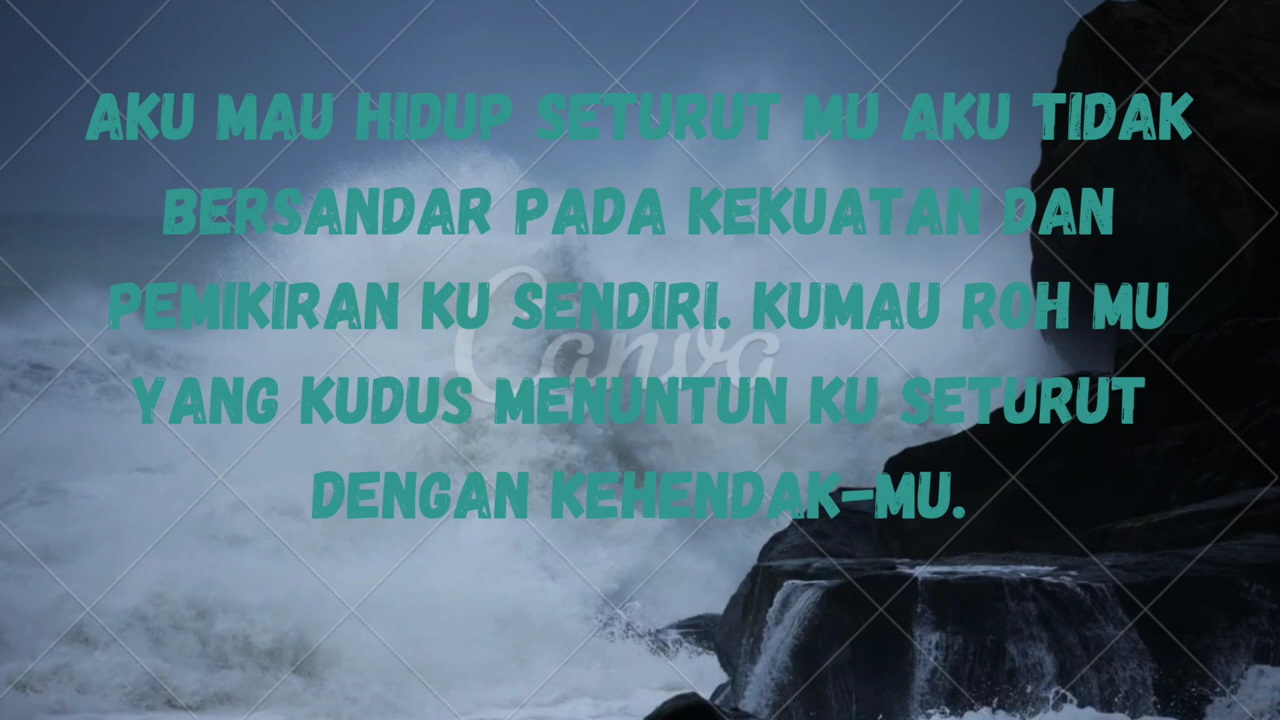 AKU MAU HIDUP SETURUT MU AKU TIDAK
BERSANDAR PADA KEKUATAN DAN
PEMIKIRAN KU SENDIRI. KUMAU ROH MU
YANG KUDUS MENUNTUN KU SETURUT
DENGAN KEHENDAK-MU.
Canva